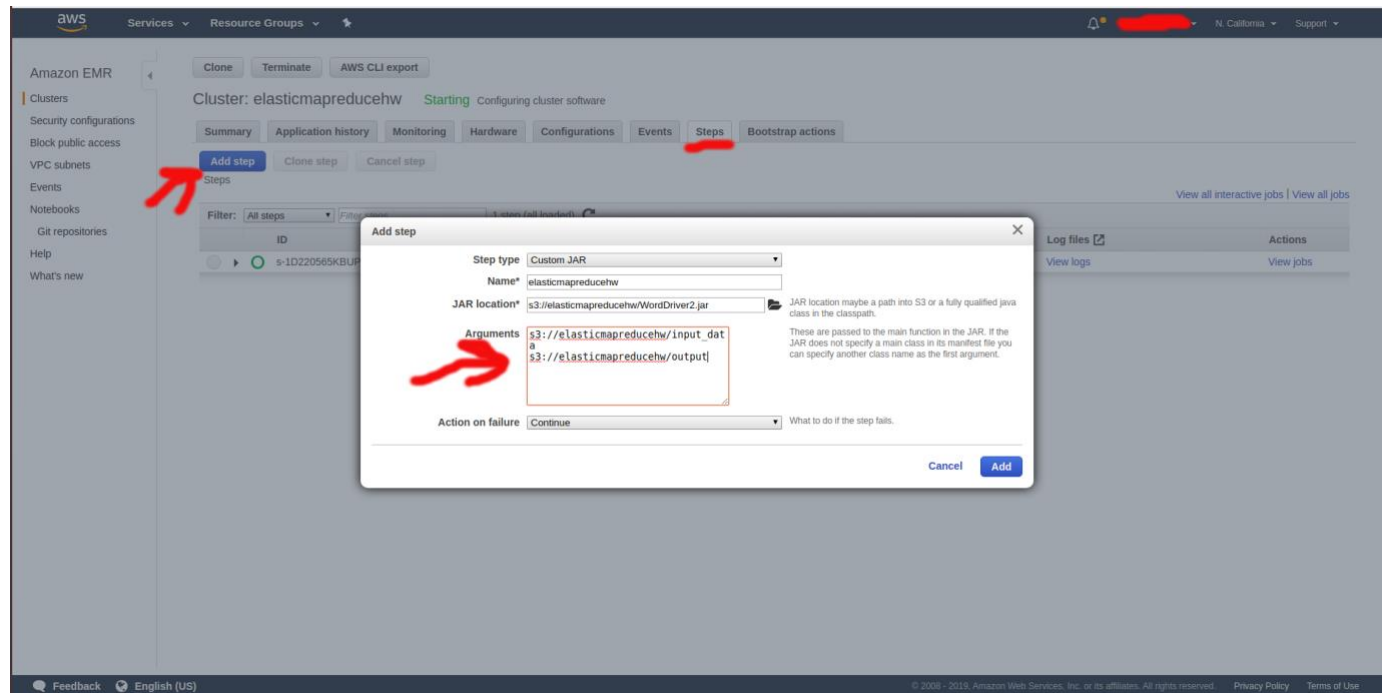 aws Services Resource Groups N. California Support
Amazon EMR
Clusters
Security configurations
Block public access
VPC subnets
Events
Notebooks
Git repositories
Help
What's new
Clone Terminate AWS CLI export
Cluster: elasticmapreducehw Starting Configuring cluster software
Summary Application history Monitoring Hardware Configurations Events Steps Bootstrap actions
Add step Clone step Cancel step
Steps
View all interactive jobs | View all jobs
Filter: All steps 1 step (all loaded)
ID Log files Actions
s-1D220565KBUP View logs View jobs
Add step
Step type Custom JAR
Name* elasticmapreducehw
JAR location* s3://elasticmapreducehw/WordDriver2.jar
JAR location maybe a path into S3 or a fully qualified java
class in the classpath.
Arguments s3://elasticmapreducehw/input_dat
a
s3://elasticmapreducehw/output
These are passed to the main function in the JAR. If the
JAR does not specify a main class in its manifest file you
can specify another class name as the first argument.
Action on failure Continue What to do if the step fails.
Cancel Add
Feedback English (US) © 2008 - 2019, Amazon Web Services, Inc. or its affiliates. All rights reserved. Privacy Policy Terms of Use